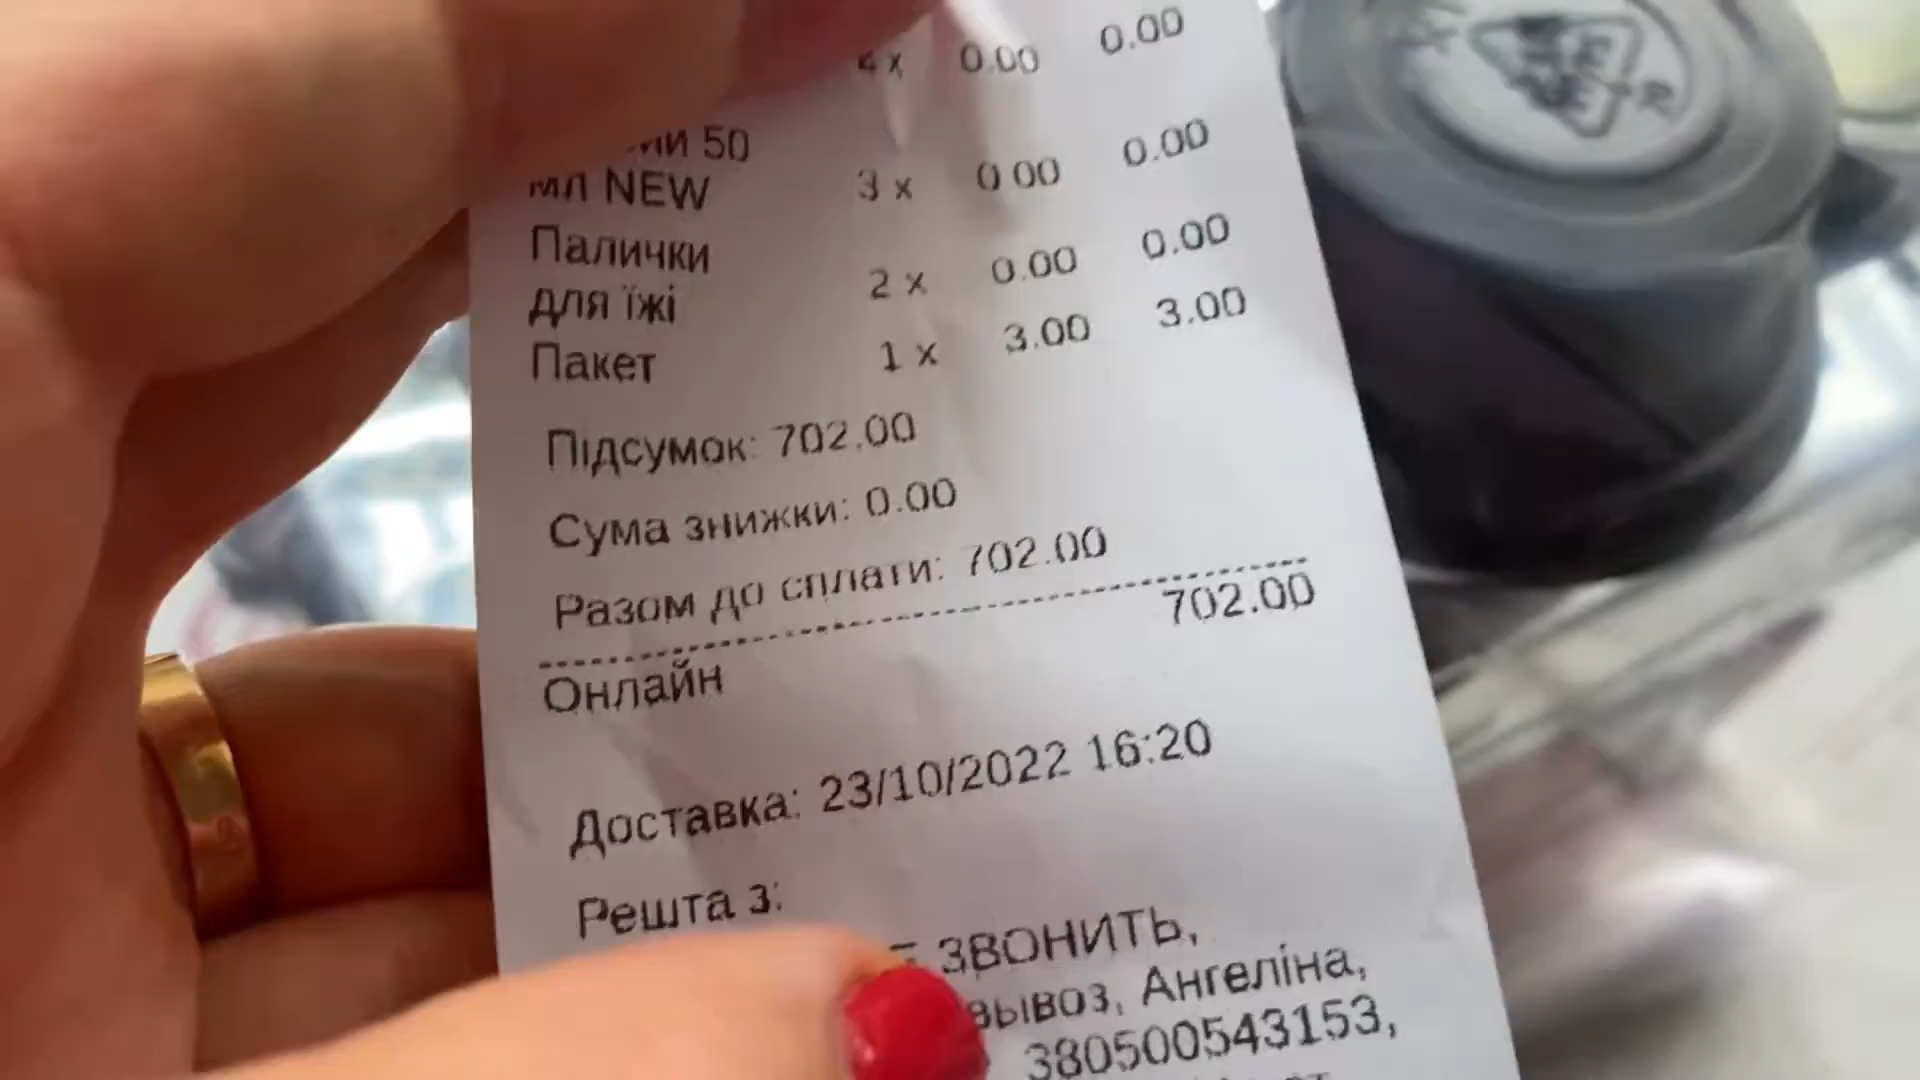 4 x 0.00 0.00
50
мл NEW 3 x 0.00 0.00
Палички
для їжі 2 x 0.00 0.00
Пакет 1 x 3.00 3.00
Підсумок: 702.00
Сума знижки: 0.00
Разом до сплати: 702.00
702.00
Онлайн
Доставка: 23/10/2022 16:20
Решта з:
ЗВОНИТЬ,
Ангеліна,
380500543153,